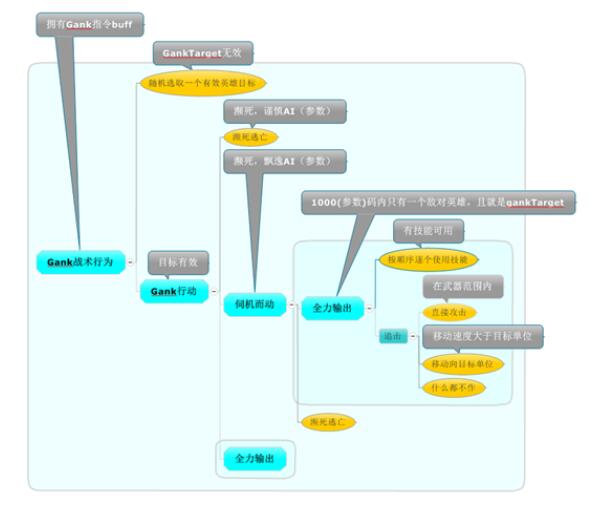 拥有Gank指令buff
GankTarget无效
随机选取一个有效英雄目标
濒死，谨慎AI（参数）
濒死逃亡
濒死，飘逸AI（参数）
1000(参数)码内只有一个敌对英雄，且就是gankTarget
有技能可用
Gank战术行为
目标有效
按顺序逐个使用技能
Gank行动
在武器范围内
伺机而动
全力输出
直接攻击
追击
移动速度大于目标单位
移动向目标单位
什么都不作
濒死逃亡
全力输出